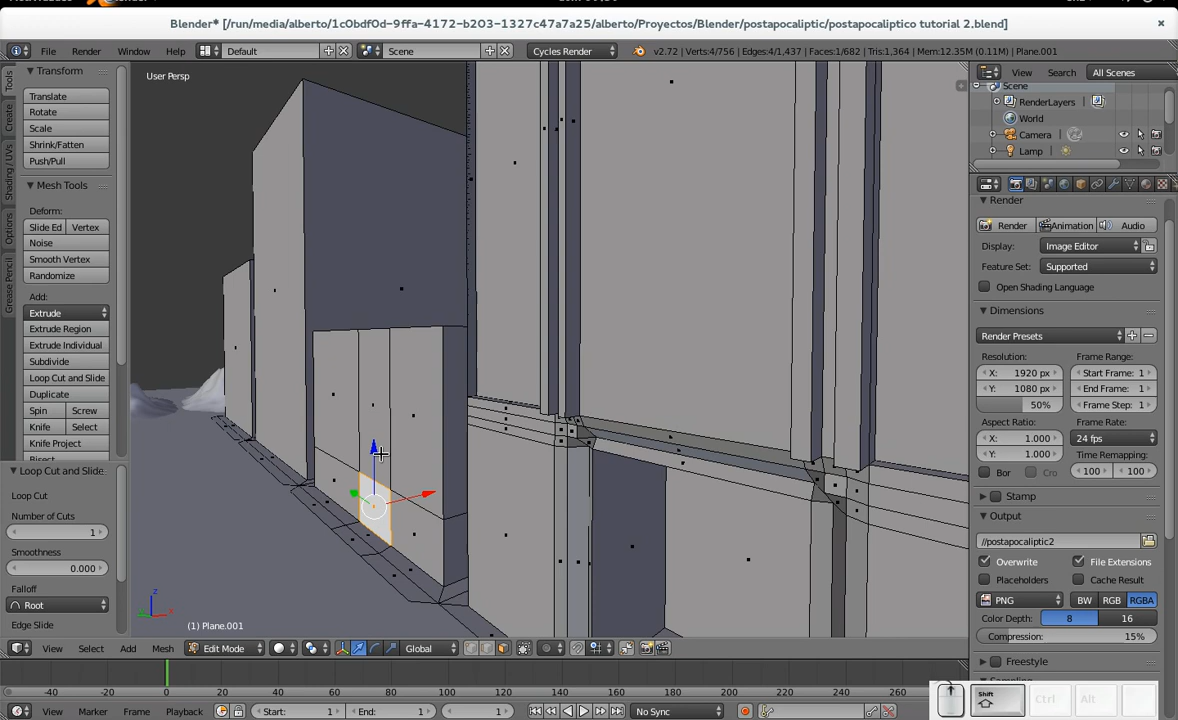 Blender* [/run/media/alberto/1c0bdf0d-9ffa-4172-b203-1327c47a7a25/alberto/Proyectos/Blender/postapocaliptic/postapocaliptico tutorial 2.blend]
File Render Window Help Default Scene Cycles Render v2.72 | Verts:4/756 | Edges:4/1,437 | Faces:1/682 | Tris:1,364 | Mem:12.35M (0.11M) | Plane.001
Tools
Create
Shading / UVs
Options
Grease Pencil
Transform
Translate
Rotate
Scale
Shrink/Fatten
Push/Pull
Mesh Tools
Deform:
Slide Ed Vertex
Noise
Smooth Vertex
Randomize
Add:
Extrude
Extrude Region
Extrude Individual
Subdivide
Loop Cut and Slide
Duplicate
Spin Screw
Knife Select
Knife Project
Loop Cut and Slide
Loop Cut
Number of Cuts
1
Smoothness
0.000
Falloff
Root
Edge Slide
User Persp
z
(1) Plane.001
View Search All Scenes
Scene
RenderLayers
World
Camera
Lamp
Render
Render Animation Audio
Display: Image Editor
Feature Set: Supported
Open Shading Language
Dimensions
Render Presets
Resolution: Frame Range:
X: 1920 px Start Frame: 1
Y: 1080 px End Frame: 1
50% Frame Step: 1
Aspect Ratio: Frame Rate:
X: 1.000 24 fps
Y: 1.000 Time Remapping:
Bor Cro 100 100
Stamp
Output
//postapocaliptic2
Overwrite File Extensions
Placeholders Cache Result
PNG BW RGB RGBA
Color Depth: 8 16
Compression: 15%
Freestyle
View Select Add Mesh Edit Mode Global
-40 -20 0 20 40 60 80 100 120 140 160 180 200 220 240 260
View Marker Frame Playback Start: 1 End: 1 1 No Sync
Shift Ctrl Alt